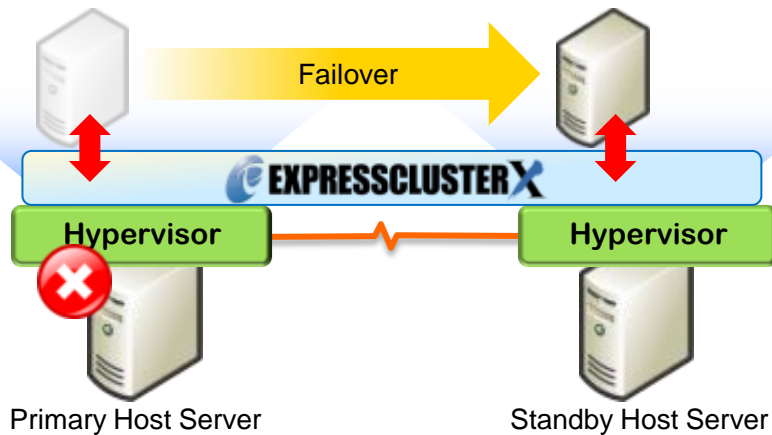 Failover
EXPRESSCLUSTER X
Hypervisor
Hypervisor
Primary Host Server
Standby Host Server